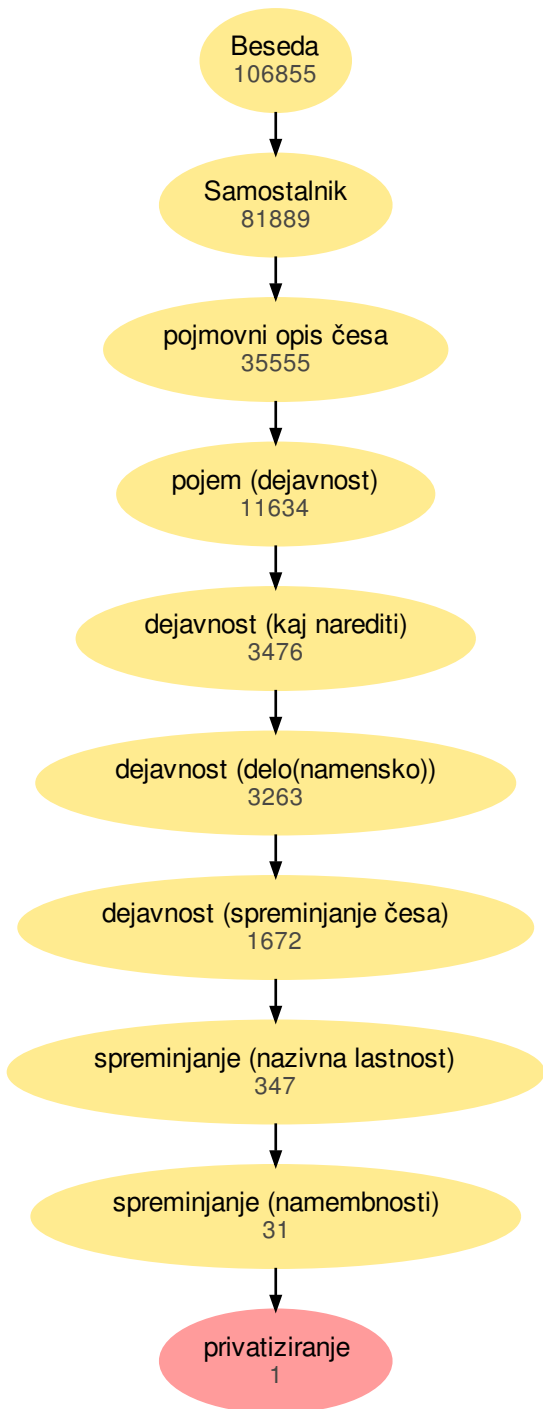 Beseda
106855
Samostalnik
81889
pojmovni opis česa
35555
pojem (dejavnost)
11634
dejavnost (kaj narediti)
3476
dejavnost (delo(namensko))
3263
dejavnost (spreminjanje česa)
1672
spreminjanje (nazivna lastnost)
347
spreminjanje (namembnosti)
31
privatiziranje
1